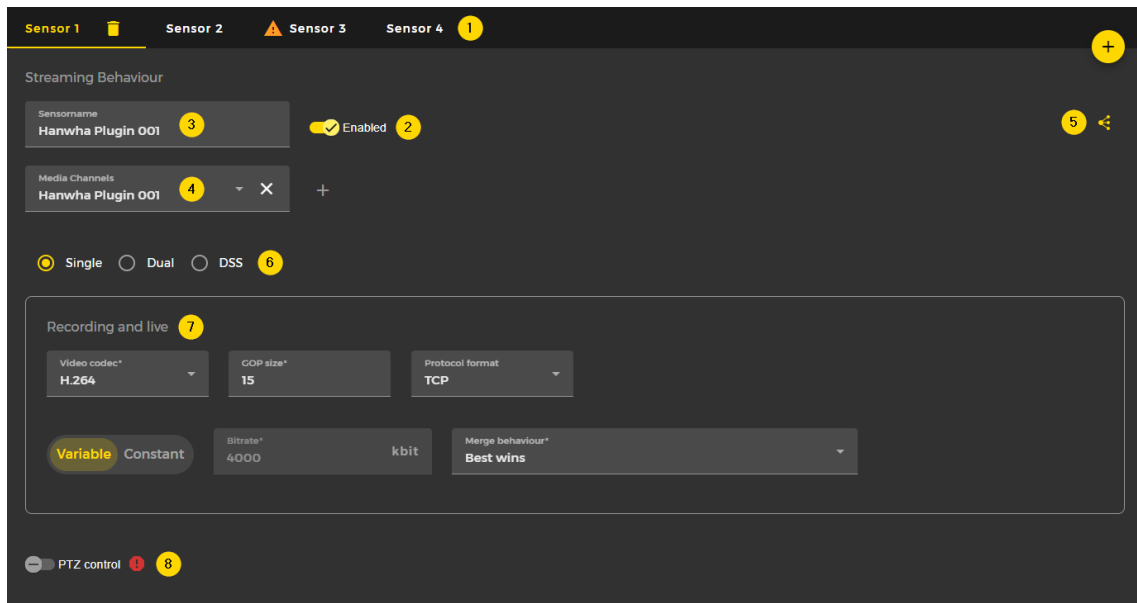 Sensor 1 Sensor 2 Sensor 3 Sensor 4 1
+
Streaming Behaviour
Sensorname
Hanwha Plugin 001 3 Enabled 2 5
Media Channels
Hanwha Plugin 001 4 +
Single Dual DSS 6
Recording and live 7
Video codec* GOP size* Protocol format
H.264 15 TCP
Variable Constant Bitrate* 4000 kbit Merge behaviour* Best wins
PTZ control ! 8